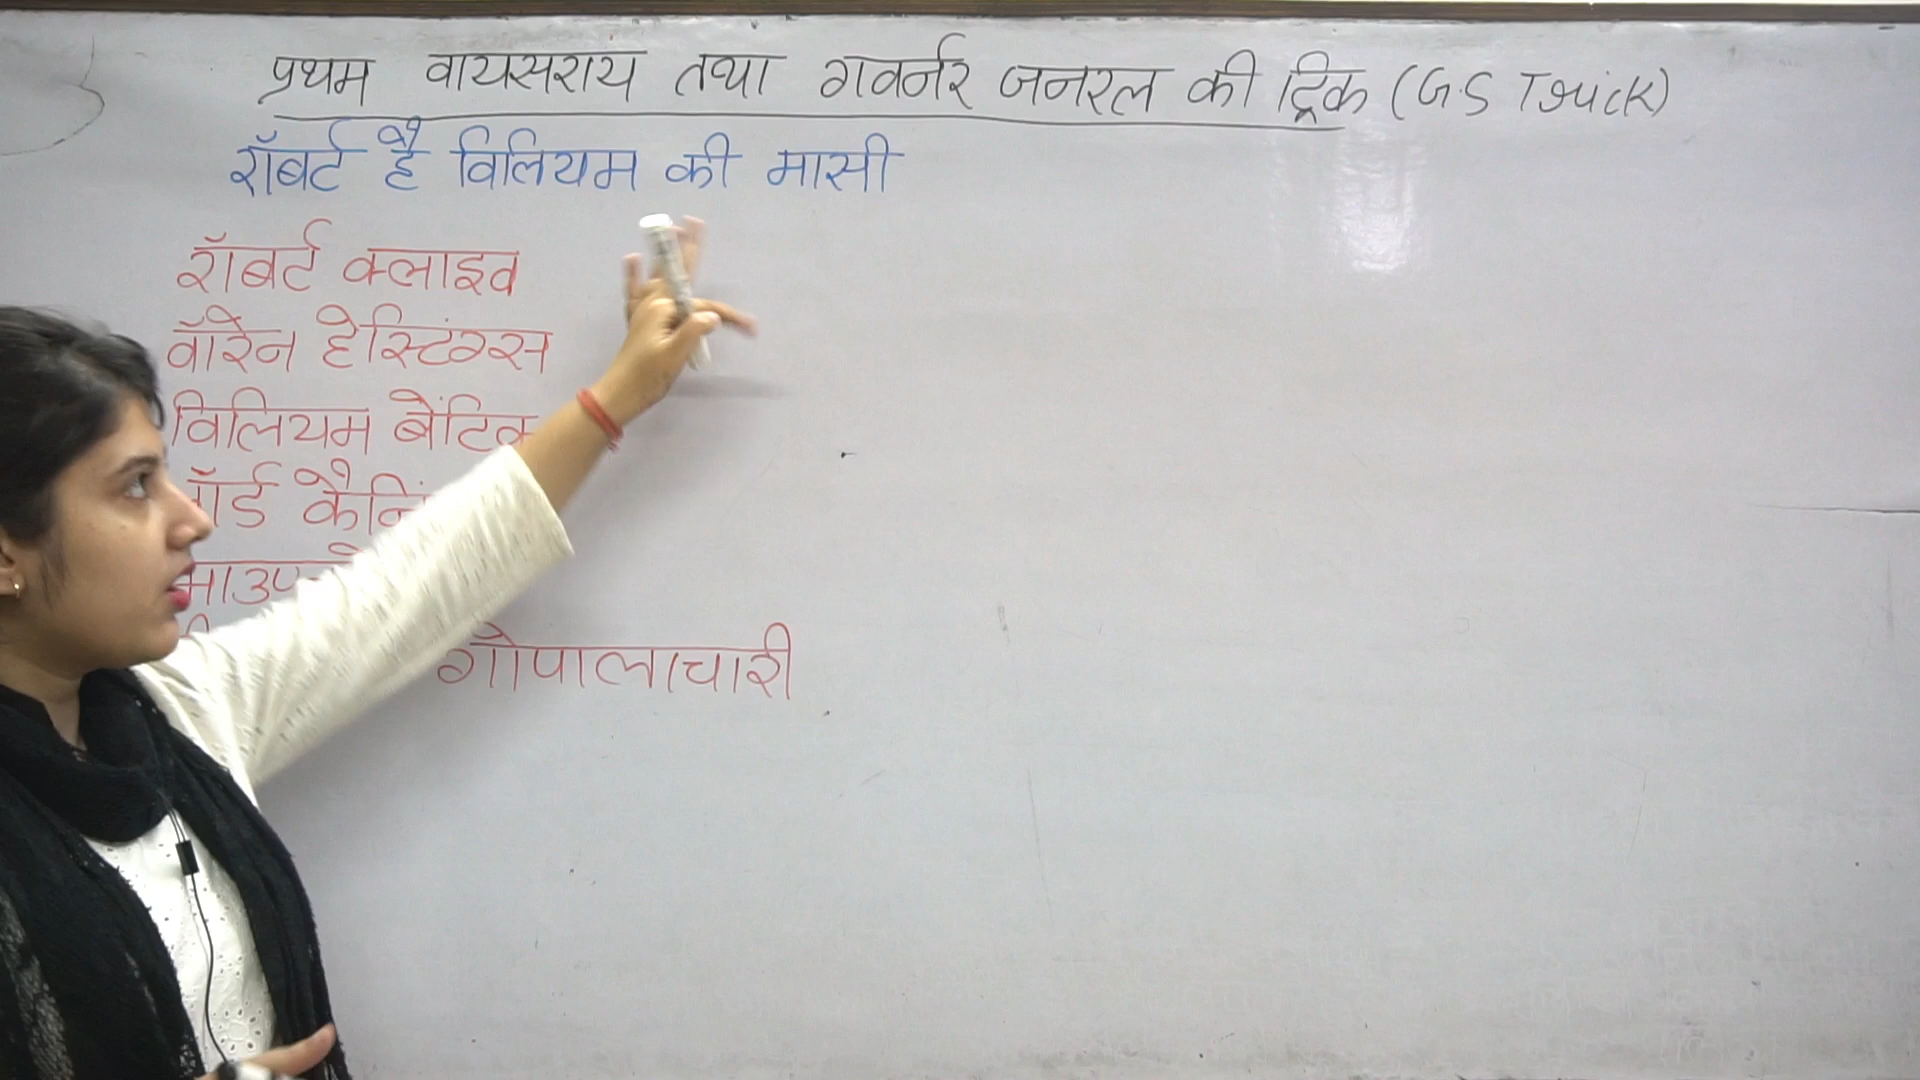 प्रथम वायसराय तथा गवर्नर जनरल की ट्रिक (G.S Trick)
रॉबर्ट है विलियम की मासी
रॉबर्ट क्लाइव
वॉरेन हेस्टिंग्स
विलियम बेंटिक
गोपालाचारी